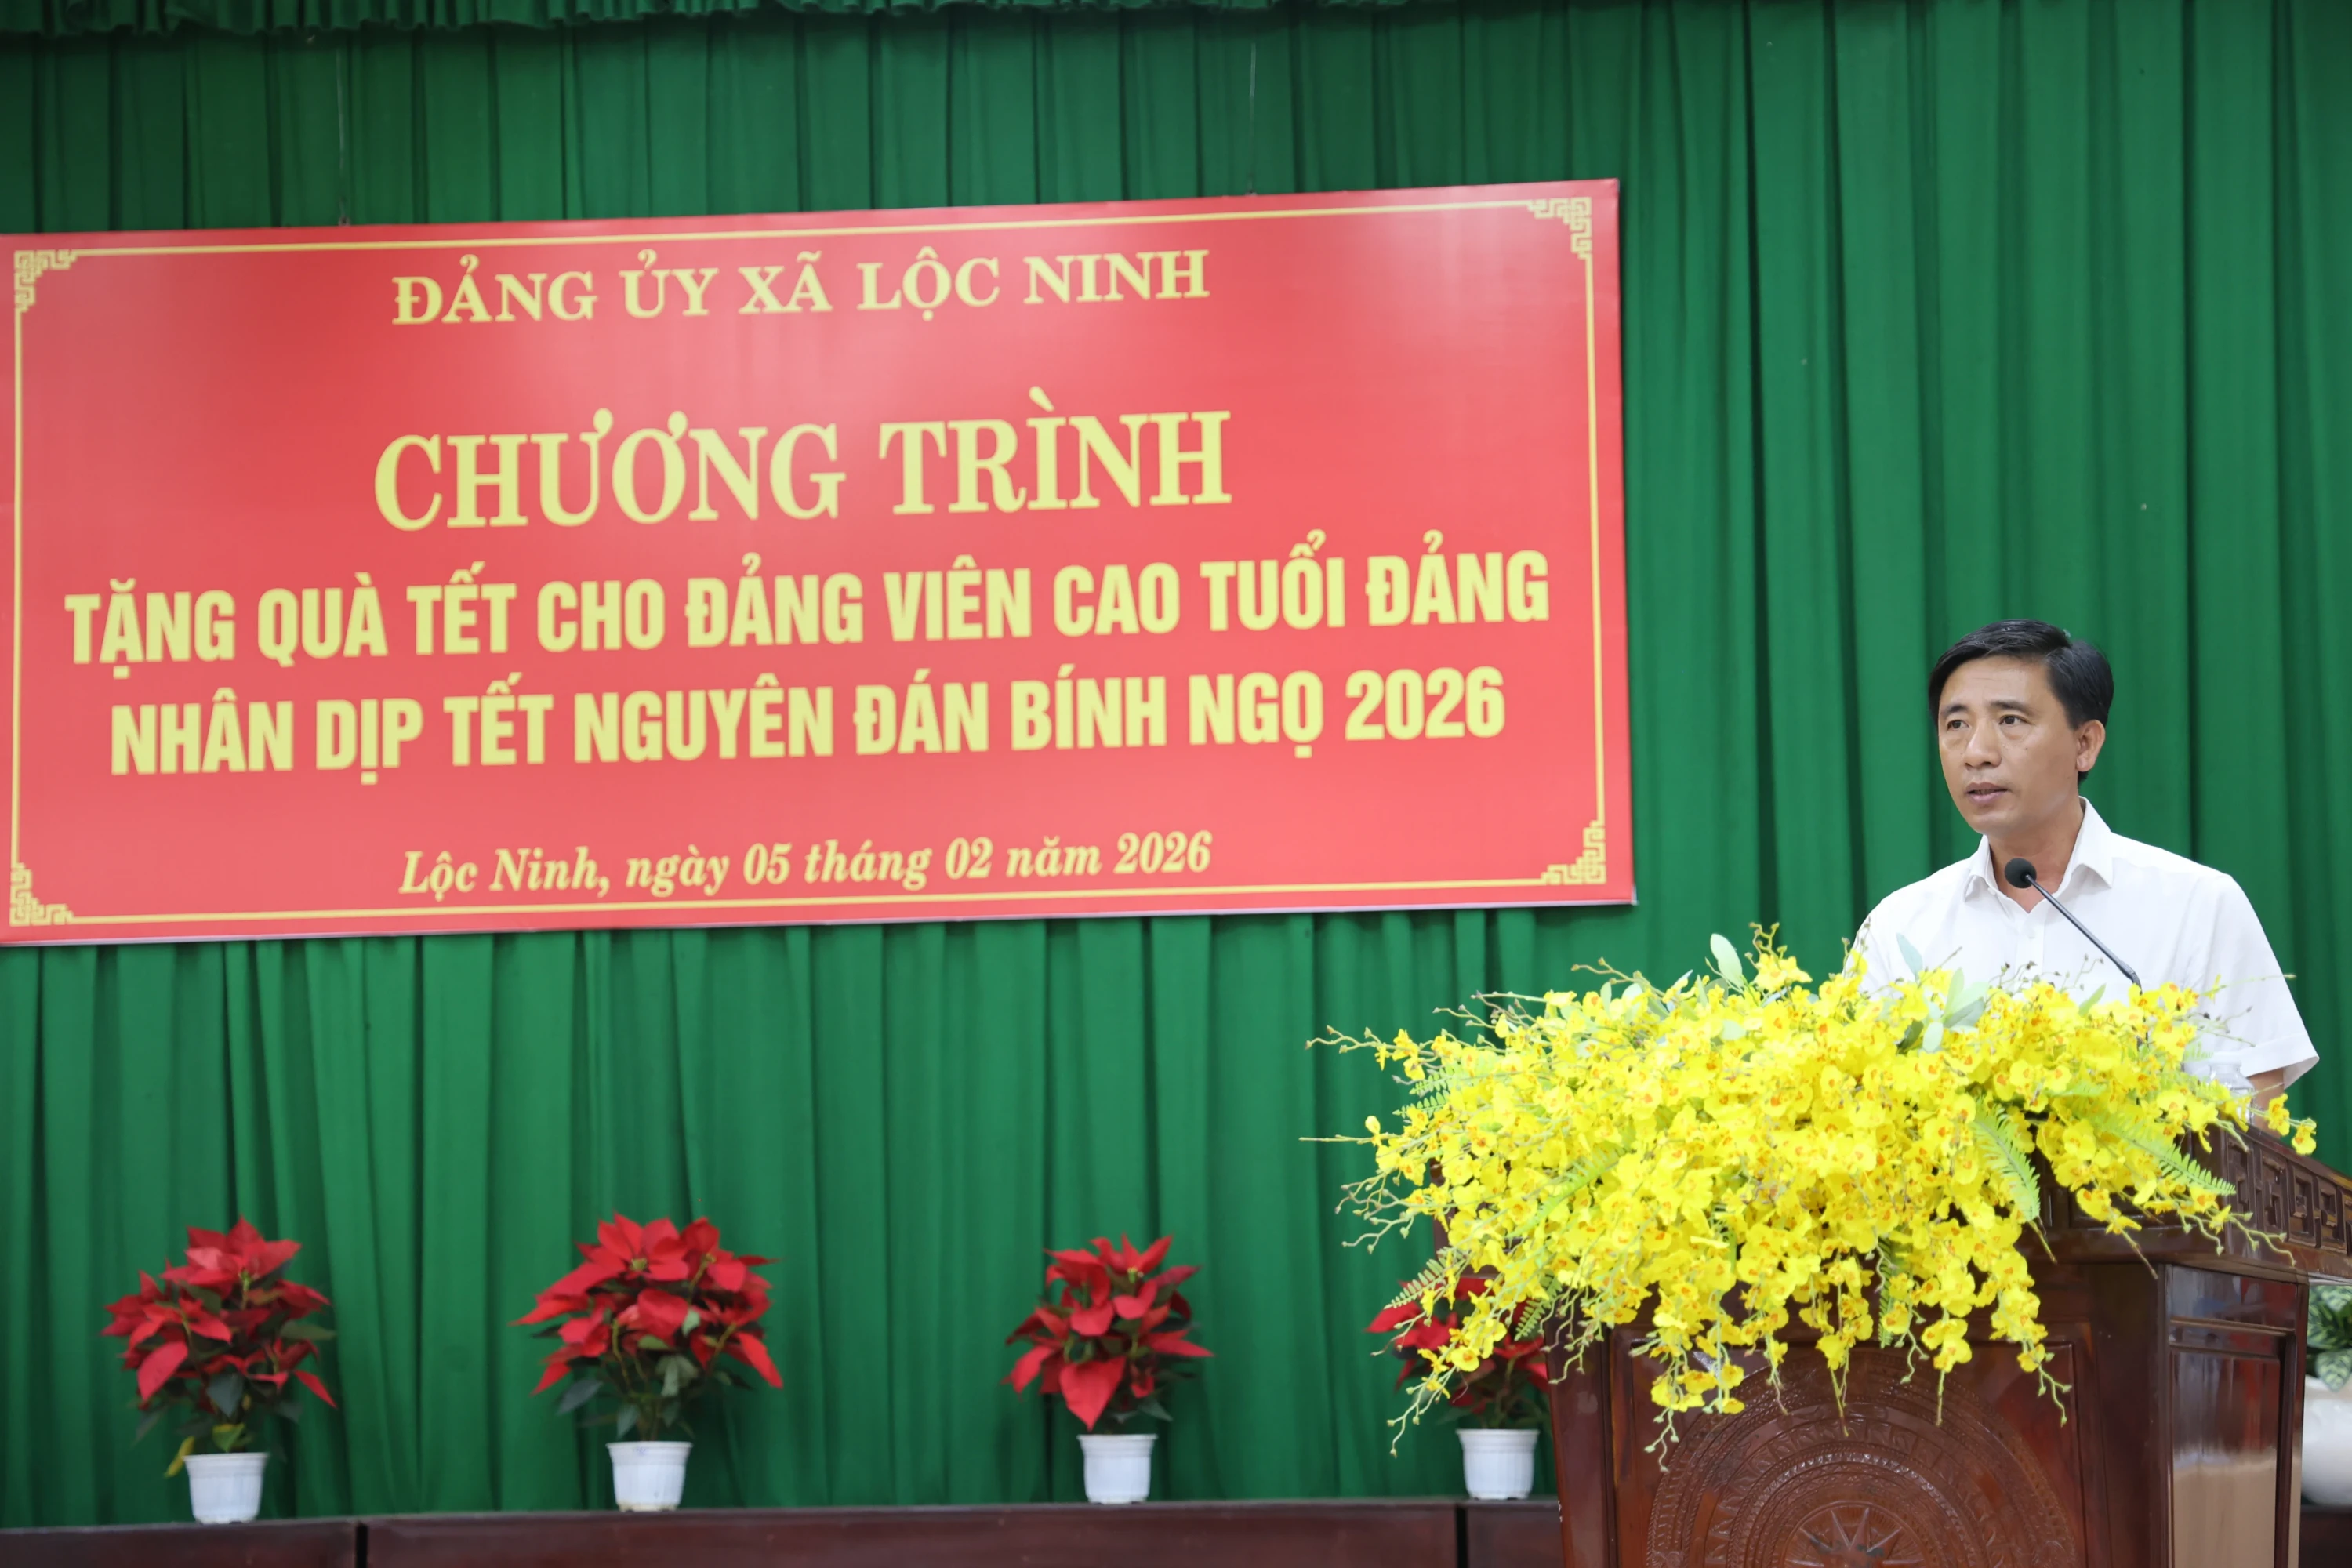 ĐẢNG ỦY XÃ LỘC NINH
CHƯƠNG TRÌNH
TẶNG QUÀ TẾT CHO ĐẢNG VIÊN CAO TUỔI ĐẢNG
NHÂN DỊP TẾT NGUYÊN ĐÁN BÍNH NGỌ 2026
Lộc Ninh, ngày 05 tháng 02 năm 2026